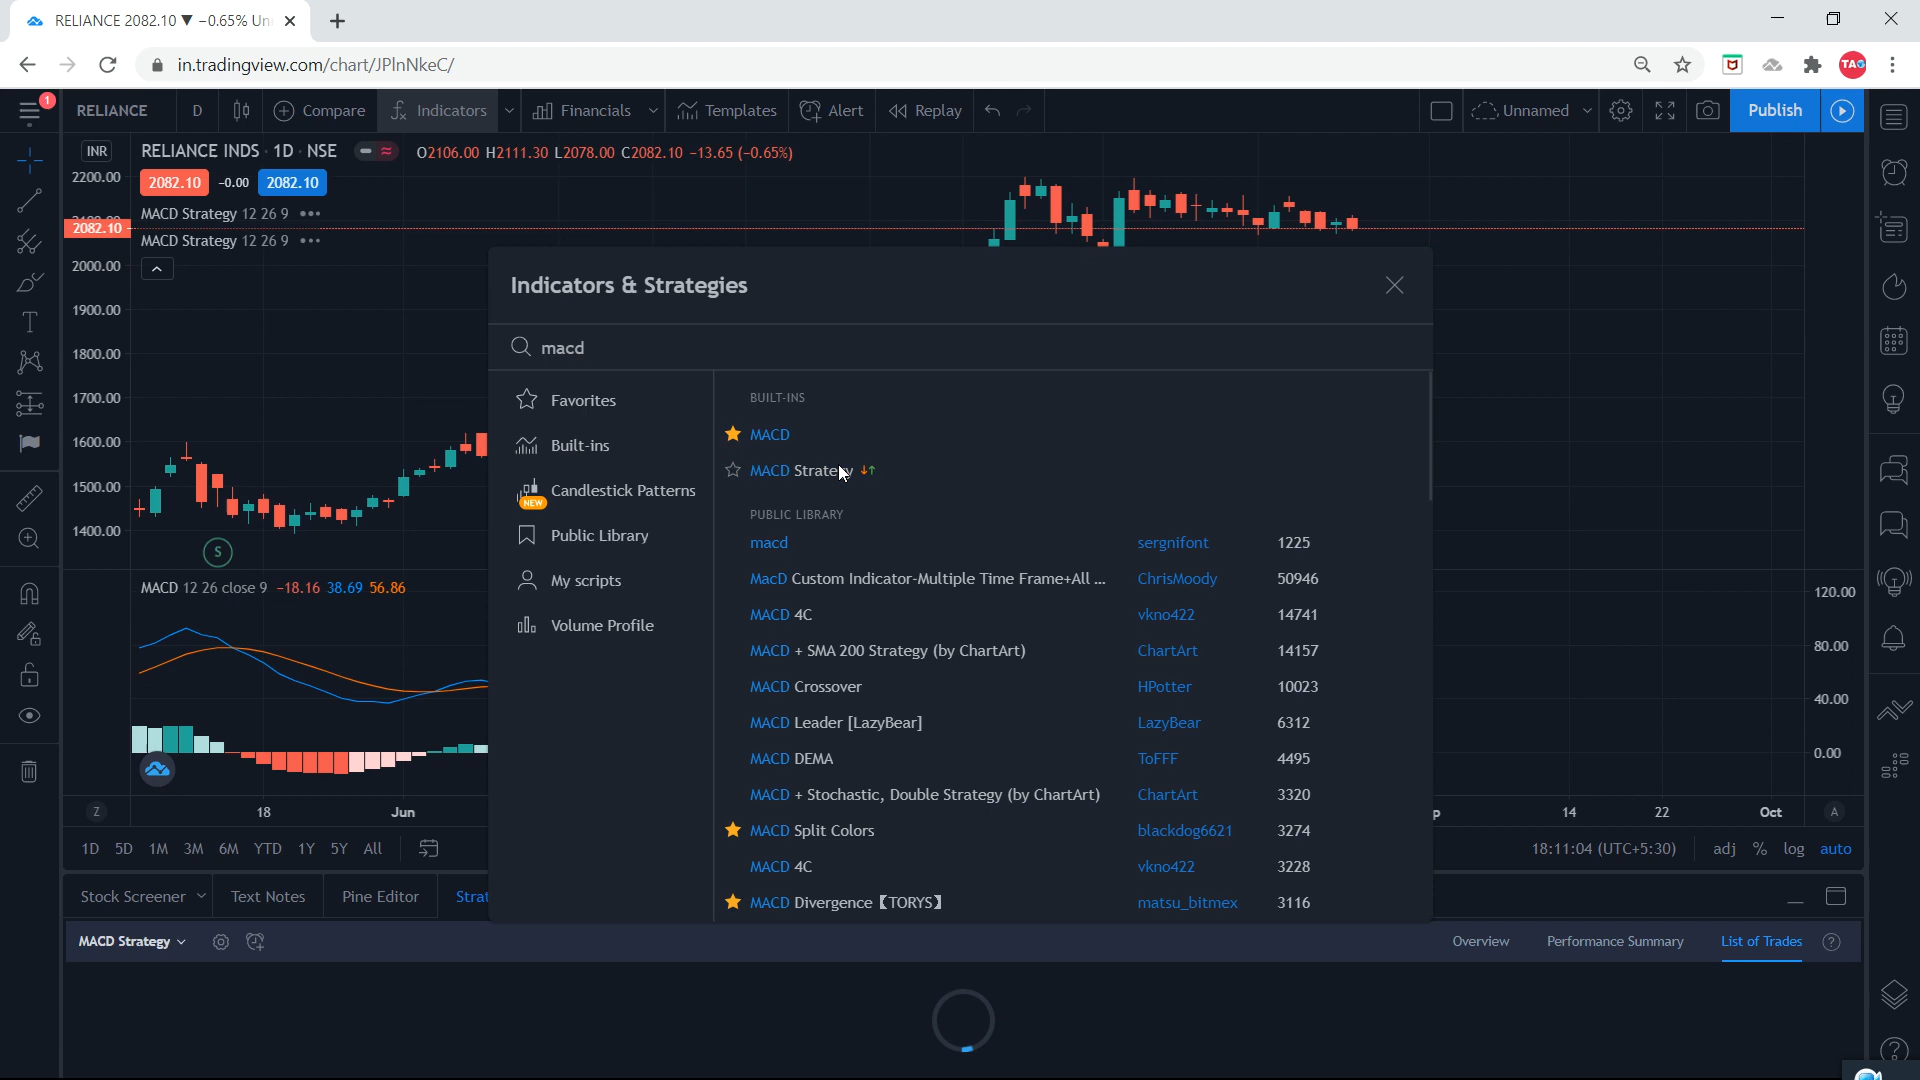 RELIANCE 2082.10 ▼ −0.65% Un
in.tradingview.com/chart/JPlnNkeC/
TAG
1
RELIANCE D Compare Indicators Financials Templates Alert Replay Unnamed Publish
INR RELIANCE INDS · 1D · NSE O2106.00 H2111.30 L2078.00 C2082.10 −13.65 (−0.65%)
2200.00 2082.10 -0.00 2082.10
MACD Strategy 12 26 9
2082.10
MACD Strategy 12 26 9
2000.00
1900.00
1800.00
1700.00
1600.00
1500.00
1400.00
S
MACD 12 26 close 9 −18.16 38.69 56.86
Indicators & Strategies
macd
Favorites
Built-ins
Candlestick Patterns
NEW
Public Library
My scripts
Volume Profile
BUILT-INS
MACD
MACD Strategy
PUBLIC LIBRARY
macd sergnifont 1225
MacD Custom Indicator-Multiple Time Frame+All ... ChrisMoody 50946
MACD 4C vkno422 14741
MACD + SMA 200 Strategy (by ChartArt) ChartArt 14157
MACD Crossover HPotter 10023
MACD Leader [LazyBear] LazyBear 6312
MACD DEMA ToFFF 4495
MACD + Stochastic, Double Strategy (by ChartArt) ChartArt 3320
MACD Split Colors blackdog6621 3274
MACD 4C vkno422 3228
MACD Divergence【TORYS】 matsu_bitmex 3116
120.00
80.00
40.00
0.00
Z 18 Jun 14 22 Oct A
1D 5D 1M 3M 6M YTD 1Y 5Y All 18:11:04 (UTC+5:30) adj % log auto
Stock Screener Text Notes Pine Editor Strat
MACD Strategy Overview Performance Summary List of Trades